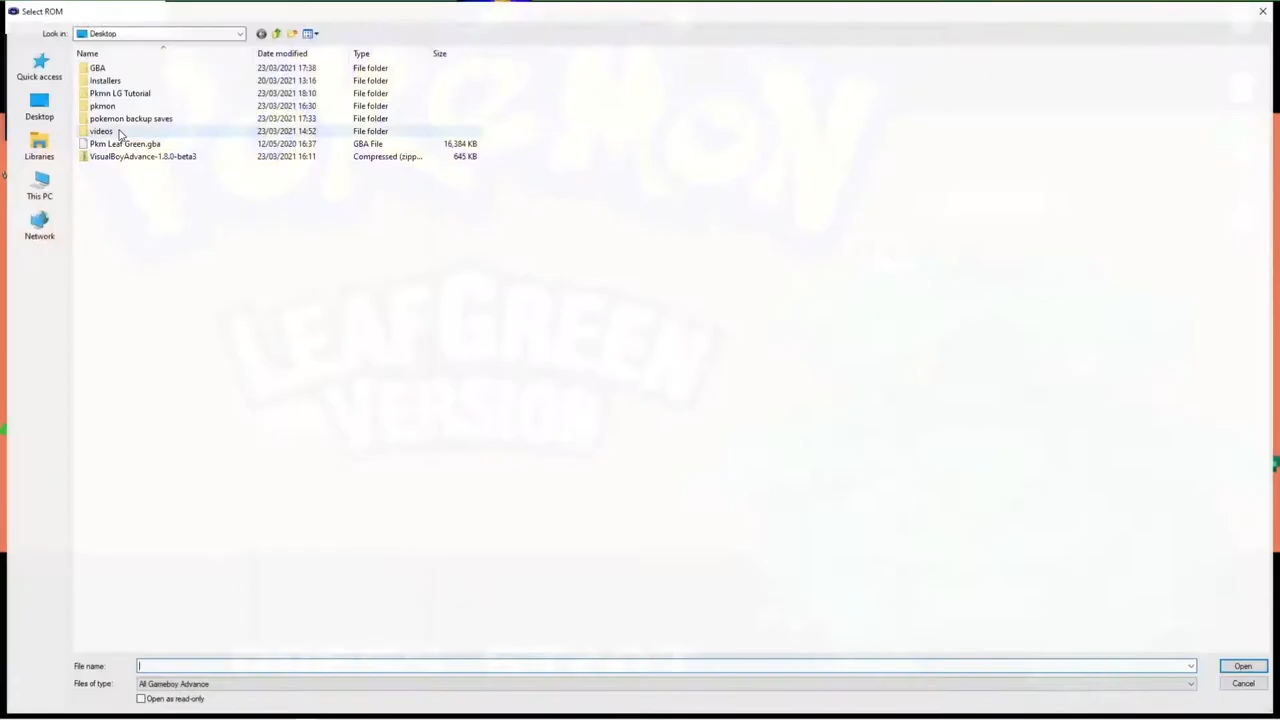 Select ROM
Look in: Desktop
Name Date modified Type Size
Quick access
Desktop
Libraries
This PC
Network
GBA 23/03/2021 17:38 File folder
Installers 20/03/2021 13:16 File folder
Pkmn LG Tutorial 23/03/2021 18:10 File folder
pkmon 23/03/2021 16:30 File folder
pokemon backup saves 23/03/2021 17:33 File folder
videos 23/03/2021 14:52 File folder
Pkm Leaf Green.gba 12/05/2020 16:37 GBA File 16,384 KB
VisualBoyAdvance-1.8.0-beta3 23/03/2021 16:11 Compressed (zipp... 645 KB
POKéMON
LEAFGREEN
VERSION
File name: Open
Files of type: All Gameboy Advance Cancel
Open as read-only